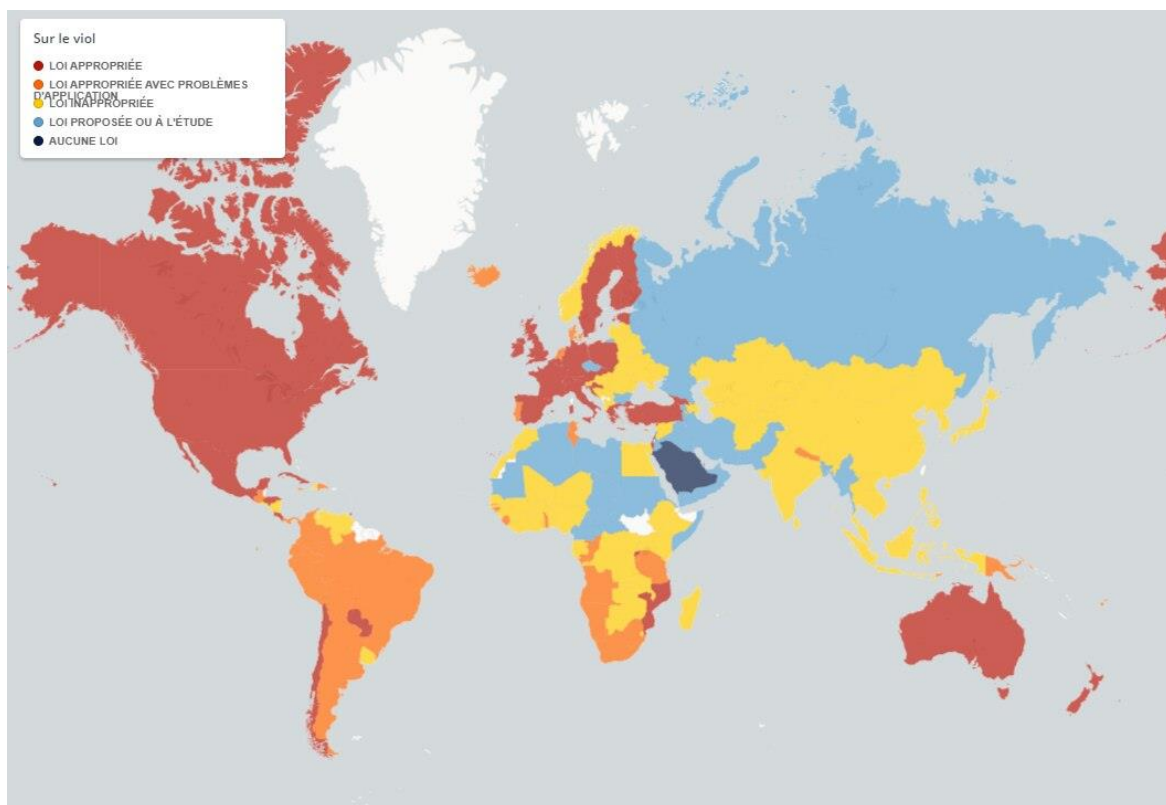 Sur le viol
LOI APPROPRIÉE
LOI APPROPRIÉE AVEC PROBLÈMES
D'APPLICATION
LOI INAPPROPRIÉE
LOI PROPOSÉE OU À L'ÉTUDE
AUCUNE LOI